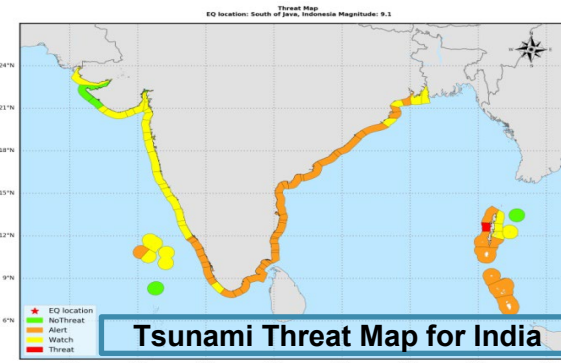 Threat Map
EQ location: South of Java, Indonesia Magnitude: 9.1
N
W E
S
24°N
21°N
18°N
15°N
12°N
9°N
6°N
EQ location
NoThreat
Alert
Watch
Threat
Tsunami Threat Map for India